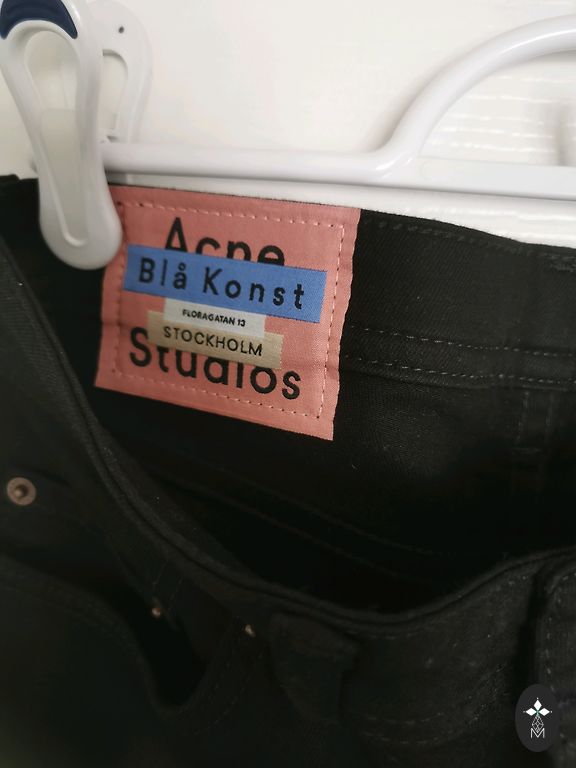 Acne
Blå Konst
FLORAGATAN 13
STOCKHOLM
Studios
M